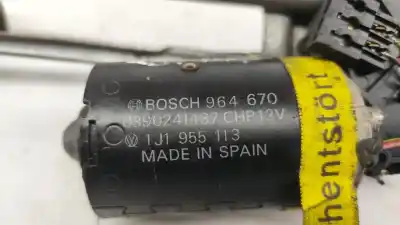 BOSCH 964 670
0390241137 CHP12V
1J1 955 113
MADE IN SPAIN
hentstört